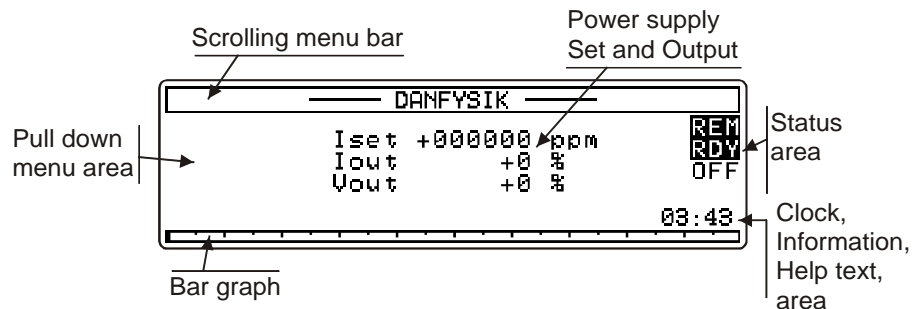 Power supply
Set and Output
Scrolling menu bar
DANFYSIK
Pull down
menu area
Iset +000000 ppm
Iout +0 %
Vout +0 %
REM
RDY
OFF
Status
area
03:43
Clock,
Information,
Help text,
area
Bar graph